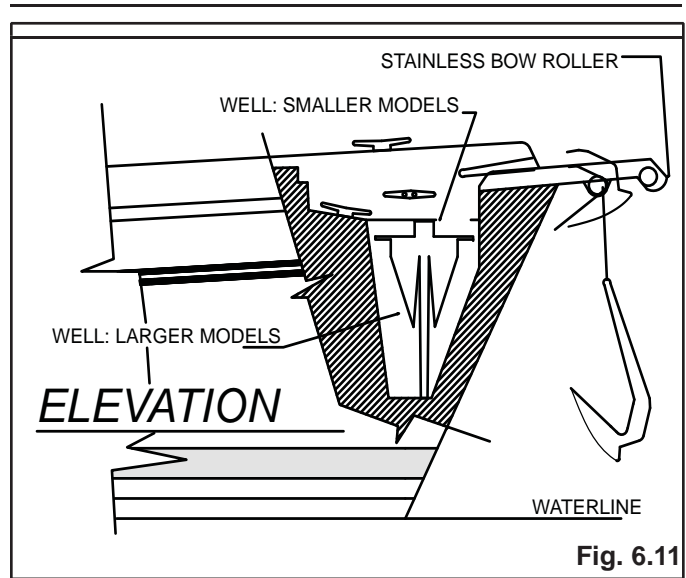 STAINLESS BOW ROLLER
WELL: SMALLER MODELS
WELL: LARGER MODELS
ELEVATION
WATERLINE
Fig. 6.11